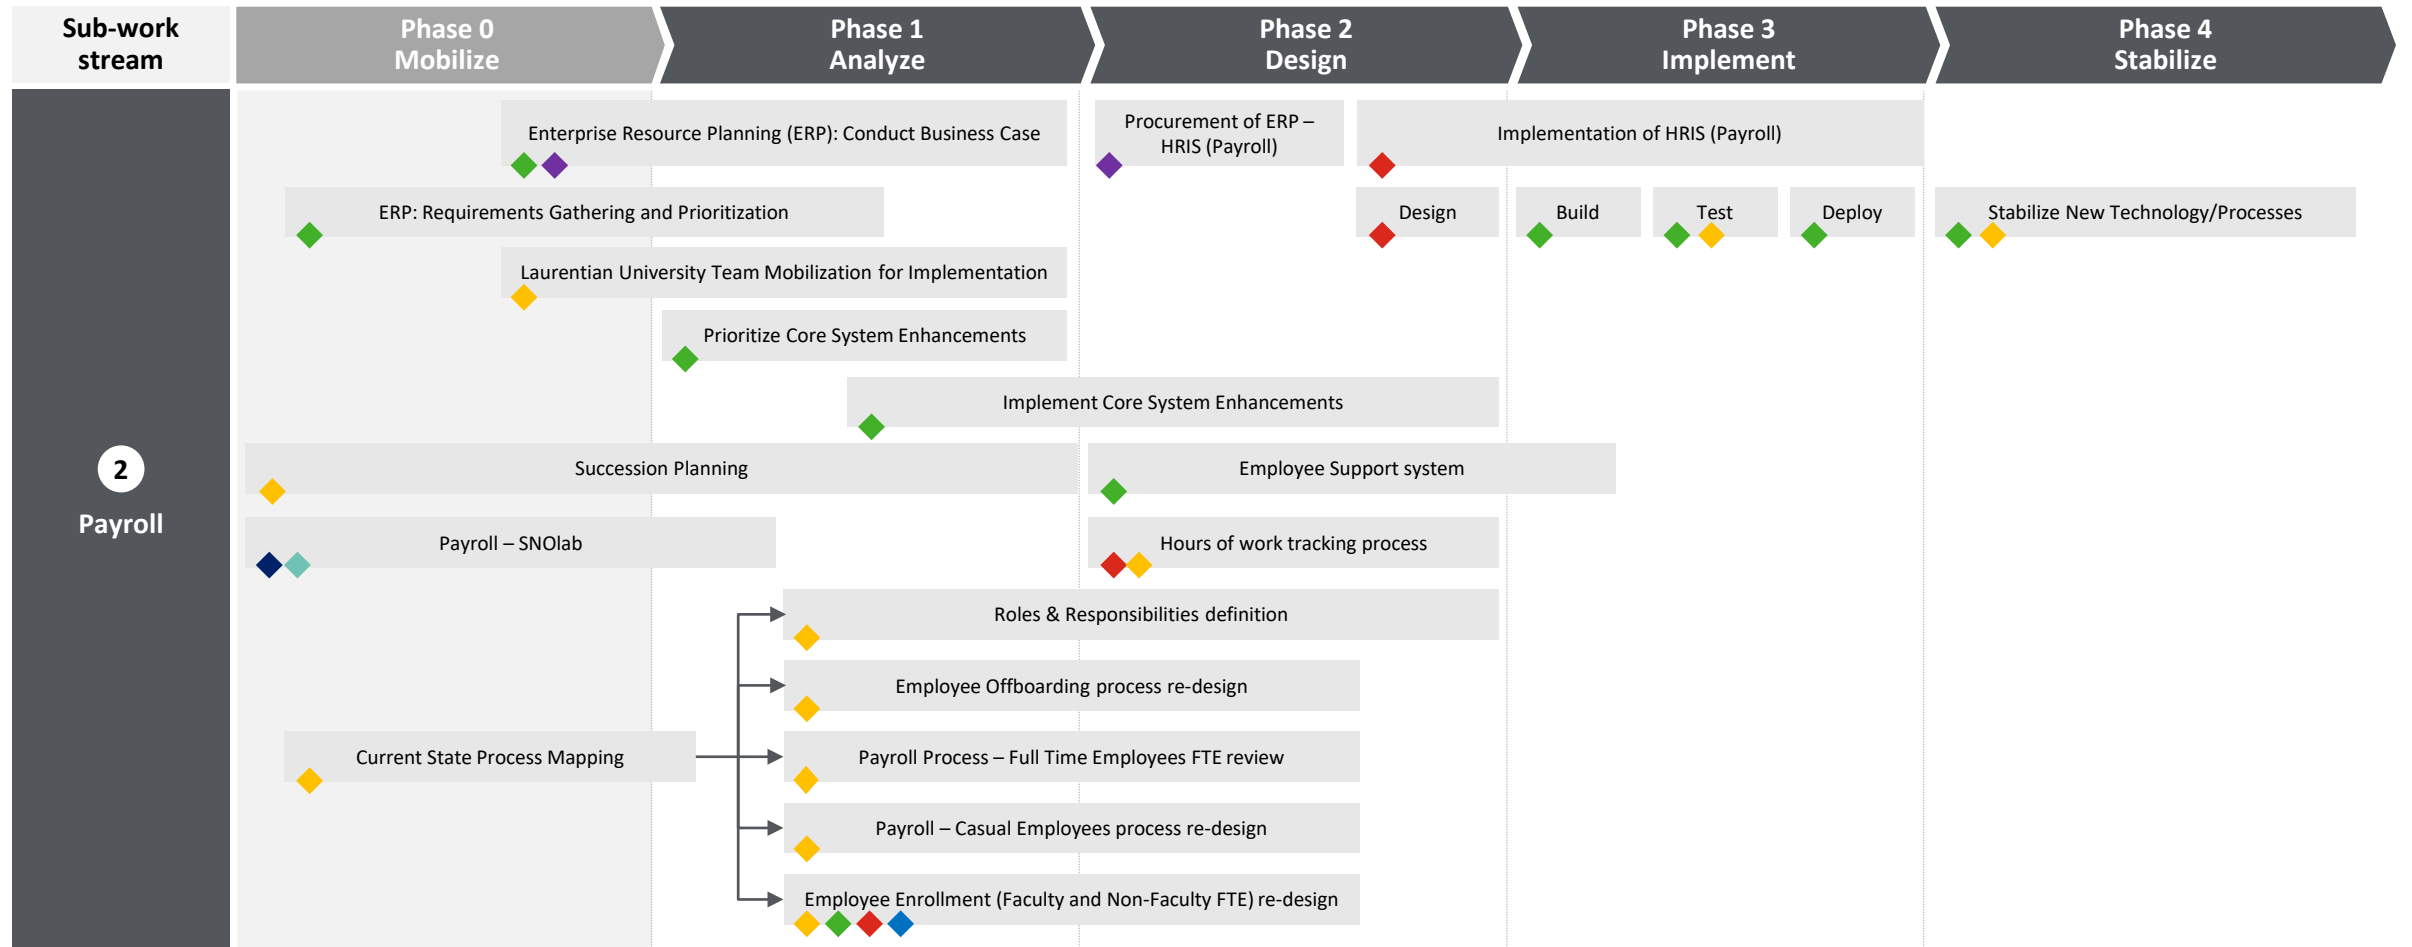 Sub-work
stream
Phase 0
Mobilize
Phase 1
Analyze
Phase 2
Design
Phase 3
Implement
Phase 4
Stabilize
2
Payroll
Enterprise Resource Planning (ERP): Conduct Business Case
Procurement of ERP –
HRIS (Payroll)
Implementation of HRIS (Payroll)
ERP: Requirements Gathering and Prioritization
Design
Build
Test
Deploy
Stabilize New Technology/Processes
Laurentian University Team Mobilization for Implementation
Prioritize Core System Enhancements
Implement Core System Enhancements
Succession Planning
Employee Support system
Payroll – SNOlab
Hours of work tracking process
Roles & Responsibilities definition
Employee Offboarding process re-design
Current State Process Mapping
Payroll Process – Full Time Employees FTE review
Payroll – Casual Employees process re-design
Employee Enrollment (Faculty and Non-Faculty FTE) re-design